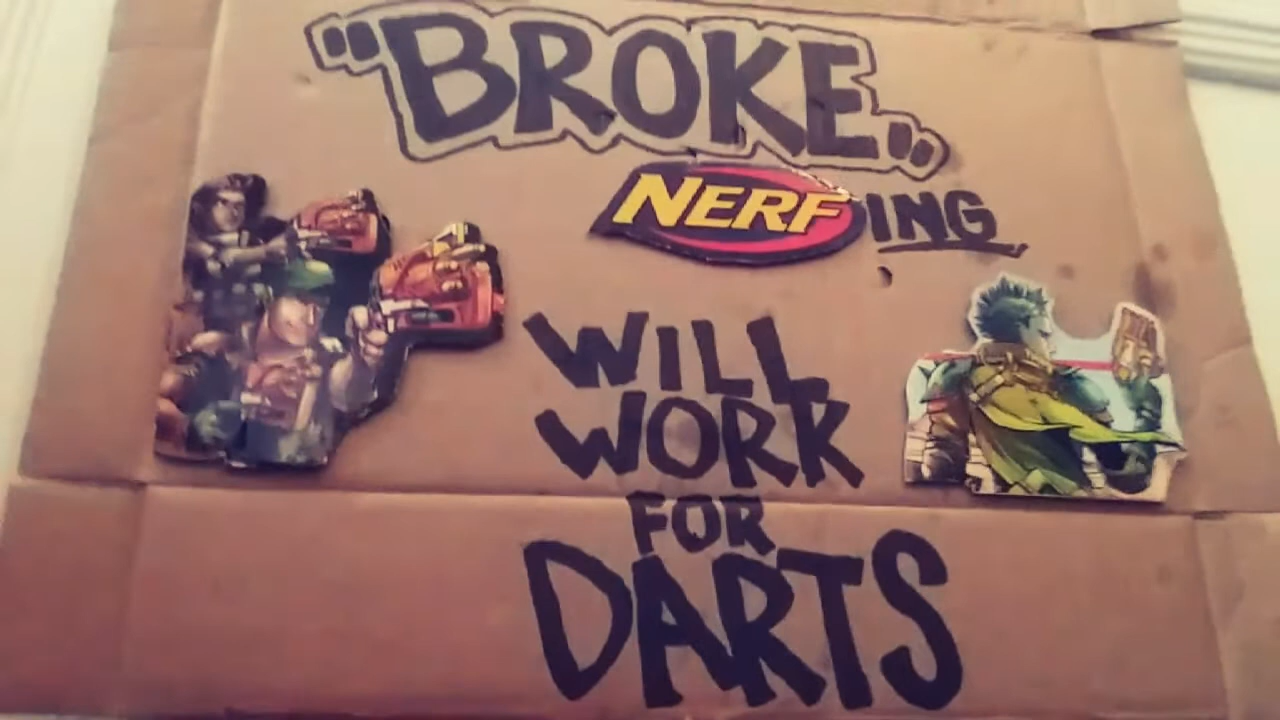 "BROKE"
NERFING
WILL
WORK
FOR
DARTS